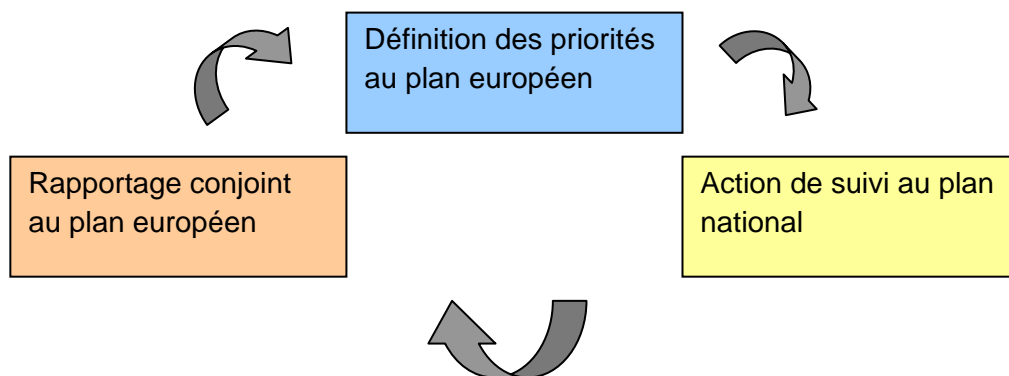 Définition des priorités
au plan européen
Rapportage conjoint
au plan européen
Action de suivi au plan
national